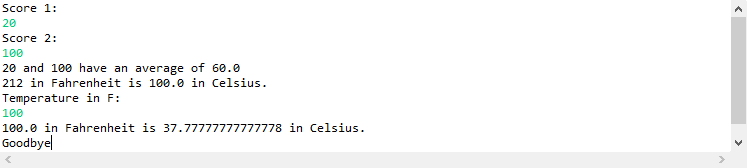 Score 1:
20
Score 2:
100
20 and 100 have an average of 60.0
212 in Fahrenheit is 100.0 in Celsius.
Temperature in F:
100
100.0 in Fahrenheit is 37.77777777777778 in Celsius.
Goodbye